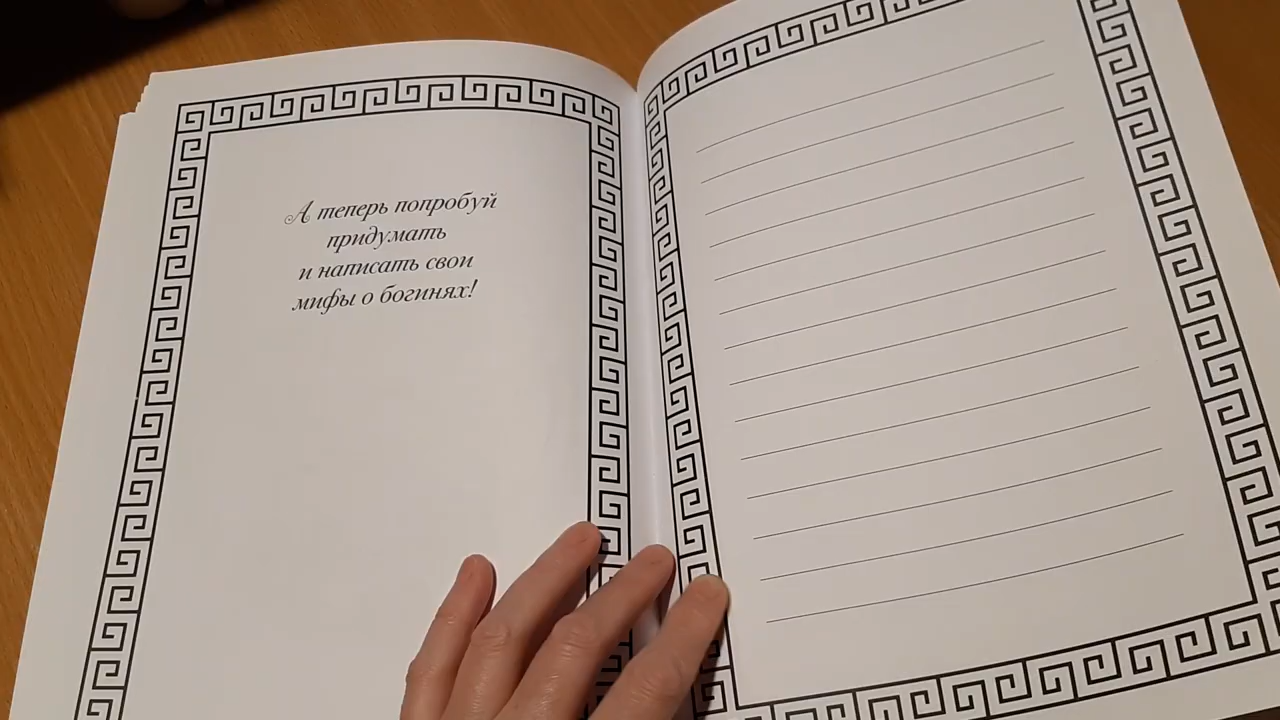 А теперь попробуй
придумать
и написать свои
мифы о богинях!